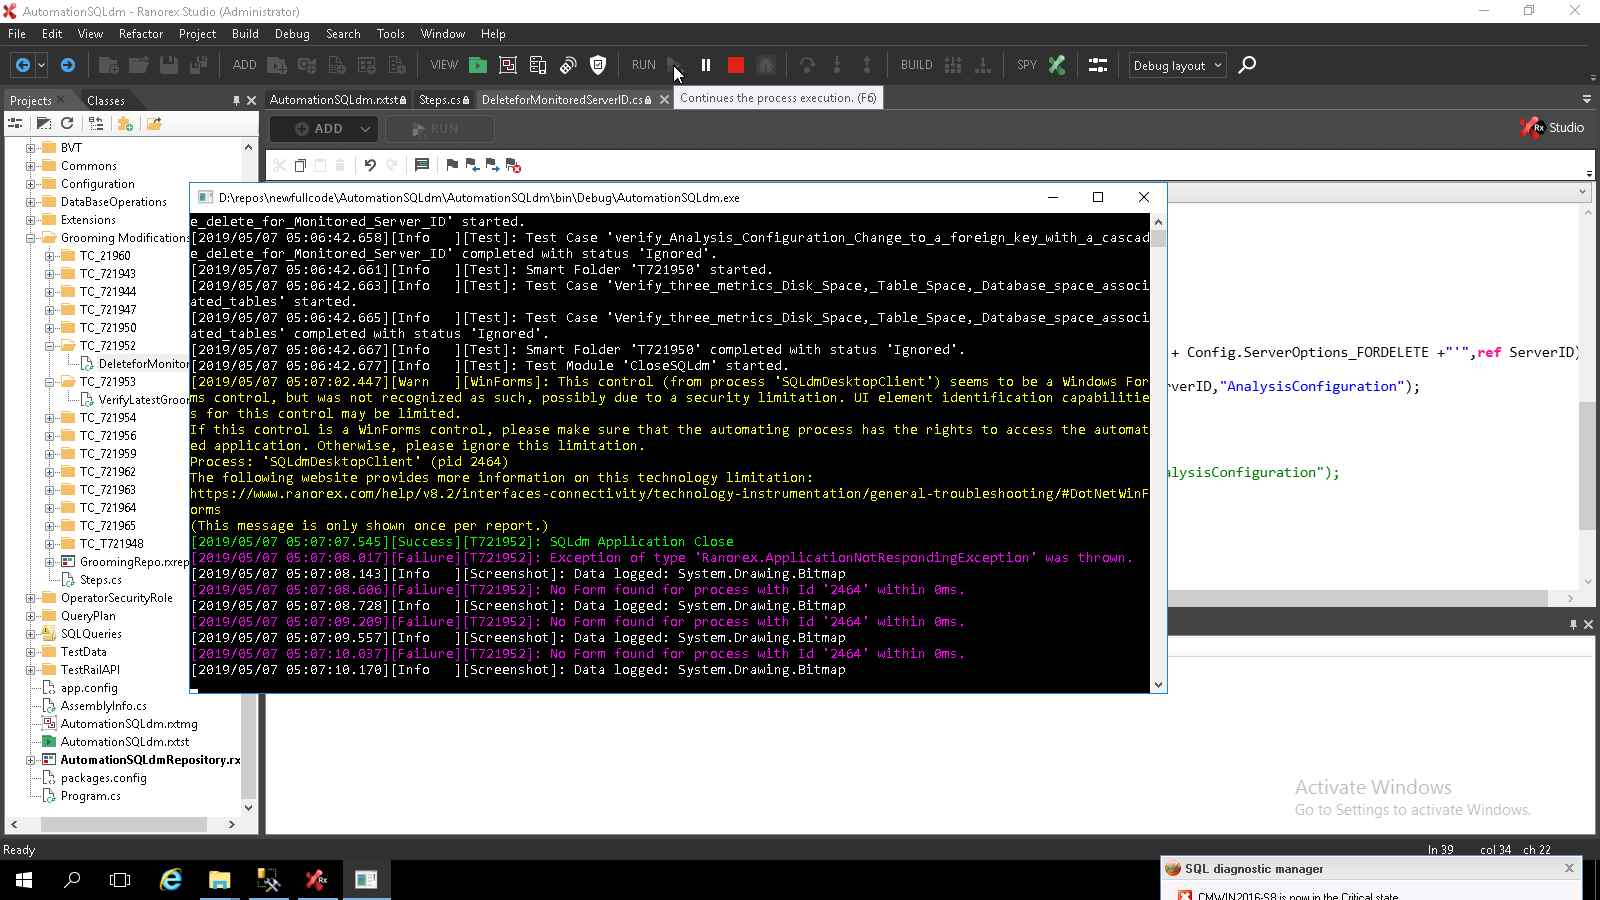 AutomationSQLdm - Ranorex Studio (Administrator)
File Edit View Refactor Project Build Debug Search Tools Window Help
ADD VIEW RUN BUILD SPY Debug layout
Projects Classes AutomationSQLdm.rxtst Steps.cs DeleteforMonitoredServerID.cs Continues the process execution. (F6)
ADD RUN Rx Studio
BVT
Commons
Configuration
DataBaseOperations
Extensions
Grooming Modifications
TC_21960
TC_721943
TC_721944
TC_721947
TC_721950
TC_721952
DeleteforMonitor
TC_721953
VerifyLatestGroor
TC_721954
TC_721956
TC_721959
TC_721962
TC_721963
TC_721964
TC_721965
TC_T721948
GroomingRepo.rxrep
Steps.cs
OperatorSecurityRole
QueryPlan
SQLQueries
TestData
TestRailAPI
app.config
AssemblyInfo.cs
AutomationSQLdm.rxtmg
AutomationSQLdm.rxtst
AutomationSQLdmRepository.rx
packages.config
Program.cs
D:\repos\newfullcode\AutomationSQLdm\AutomationSQLdm\bin\Debug\AutomationSQLdm.exe
e_delete_for_Monitored_Server_ID' started.
[2019/05/07 05:06:42.658][Info   ][Test]: Test Case 'verify_Analysis_Configuration_Change_to_a_foreign_key_with_a_cascad
e_delete_for_Monitored_Server_ID' completed with status 'Ignored'.
[2019/05/07 05:06:42.661][Info   ][Test]: Smart Folder 'T721950' started.
[2019/05/07 05:06:42.663][Info   ][Test]: Test Case 'Verify_three_metrics_Disk_Space,_Table_Space,_Database_space_associ
ated_tables' started.
[2019/05/07 05:06:42.665][Info   ][Test]: Test Case 'Verify_three_metrics_Disk_Space,_Table_Space,_Database_space_associ
ated_tables' completed with status 'Ignored'.
[2019/05/07 05:06:42.667][Info   ][Test]: Smart Folder 'T721950' completed with status 'Ignored'.
[2019/05/07 05:06:42.677][Info   ][Test]: Test Module 'CloseSQLdm' started.
[2019/05/07 05:07:02.447][Warn   ][WinForms]: This control (from process 'SQLdmDesktopClient') seems to be a Windows For
ms control, but was not recognized as such, possibly due to a security limitation. UI element identification capabilitie
s for this control may be limited.
If this control is a WinForms control, please make sure that the automating process has the rights to access the automat
ed application. Otherwise, please ignore this limitation.
Process: 'SQLdmDesktopClient' (pid 2464)
The following website provides more information on this technology limitation:
https://www.ranorex.com/help/v8.2/interfaces-connectivity/technology-instrumentation/general-troubleshooting/#DotNetWinF
orms
(This message is only shown once per report.)
[2019/05/07 05:07:07.545][Success][T721952]: SQLdm Application Close
[2019/05/07 05:07:08.017][Failure][T721952]: Exception of type 'Ranorex.ApplicationNotRespondingException' was thrown.
[2019/05/07 05:07:08.143][Info   ][Screenshot]: Data logged: System.Drawing.Bitmap
[2019/05/07 05:07:08.606][Failure][T721952]: No Form found for process with Id '2464' within 0ms.
[2019/05/07 05:07:08.728][Info   ][Screenshot]: Data logged: System.Drawing.Bitmap
[2019/05/07 05:07:09.209][Failure][T721952]: No Form found for process with Id '2464' within 0ms.
[2019/05/07 05:07:09.557][Info   ][Screenshot]: Data logged: System.Drawing.Bitmap
[2019/05/07 05:07:10.037][Failure][T721952]: No Form found for process with Id '2464' within 0ms.
[2019/05/07 05:07:10.170][Info   ][Screenshot]: Data logged: System.Drawing.Bitmap
+ Config.ServerOptions_FORDELETE +"'",ref ServerID)
rverID,"AnalysisConfiguration");
alysisConfiguration");
Activate Windows
Go to Settings to activate Windows.
Ready ln 39 col 34 ch 22
Rx
SQL diagnostic manager
CMWIN2016-S8 is now in the Critical state